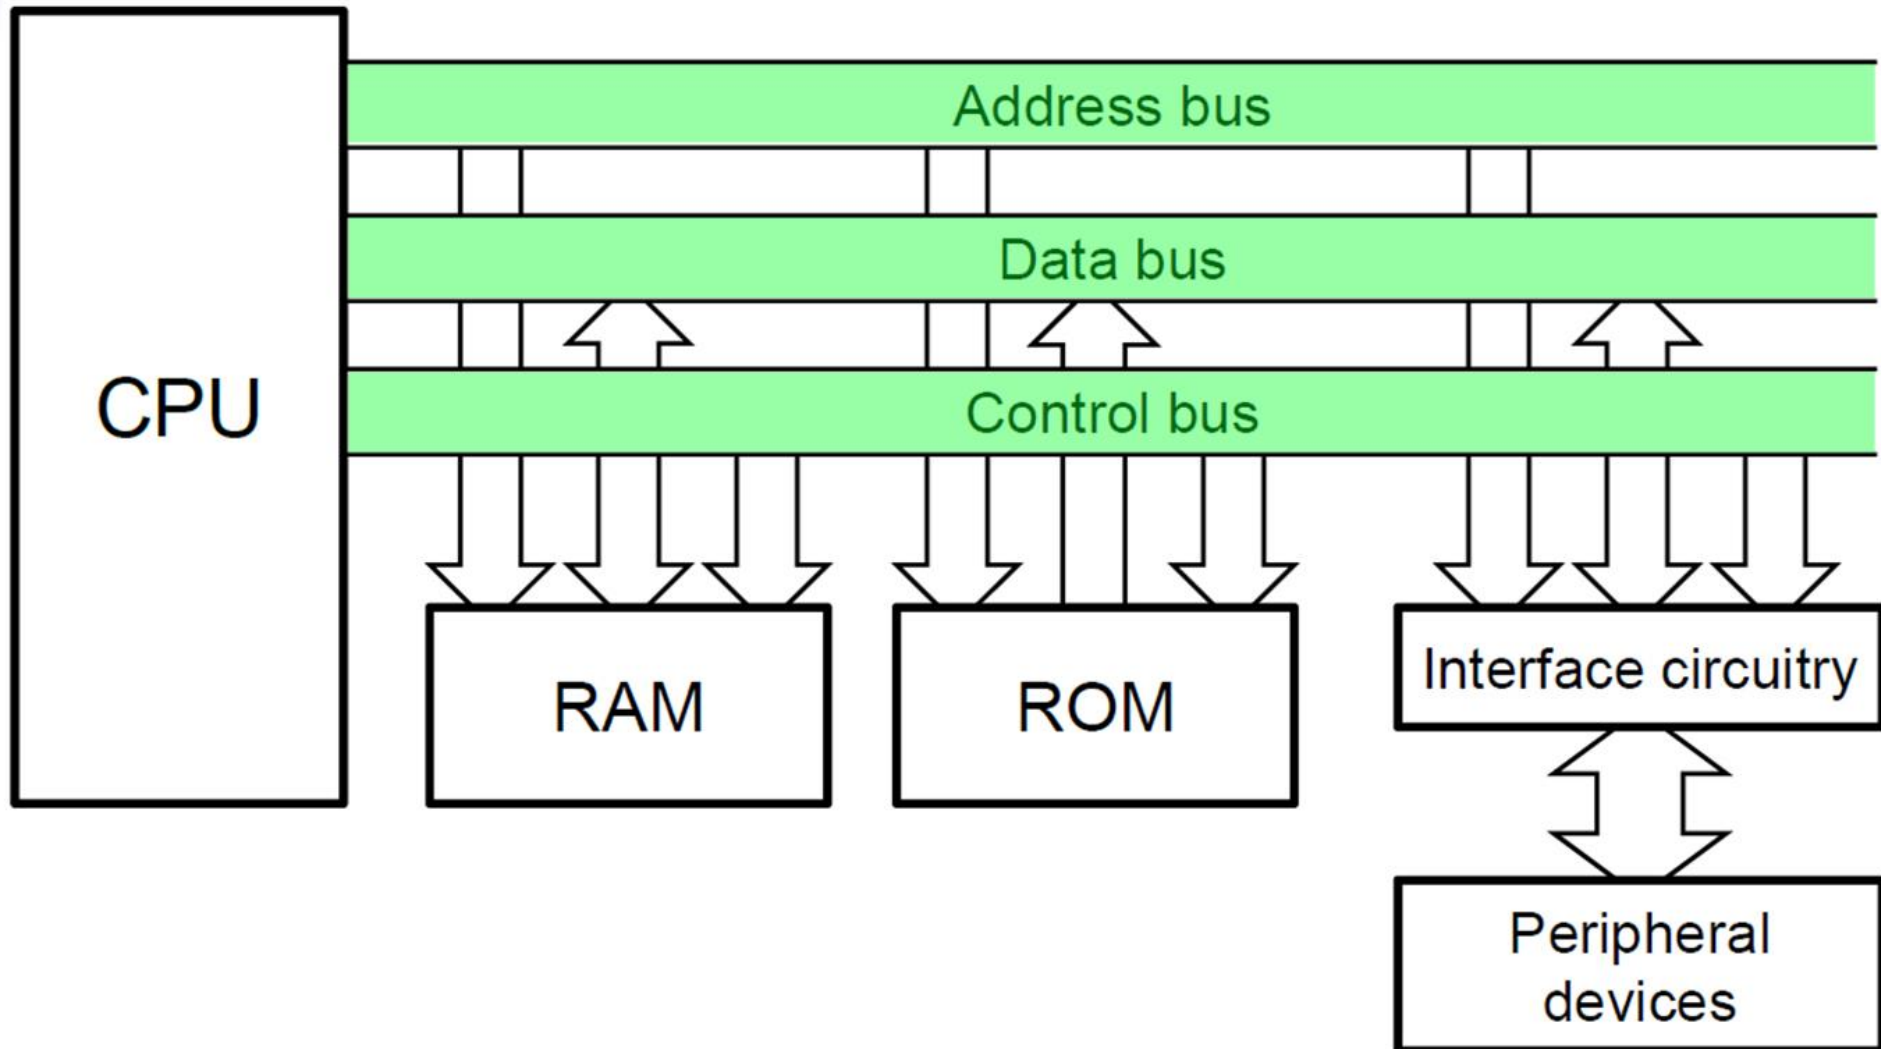 Address bus
Data bus
Control bus
CPU
RAM
ROM
Interface circuitry
Peripheral
devices